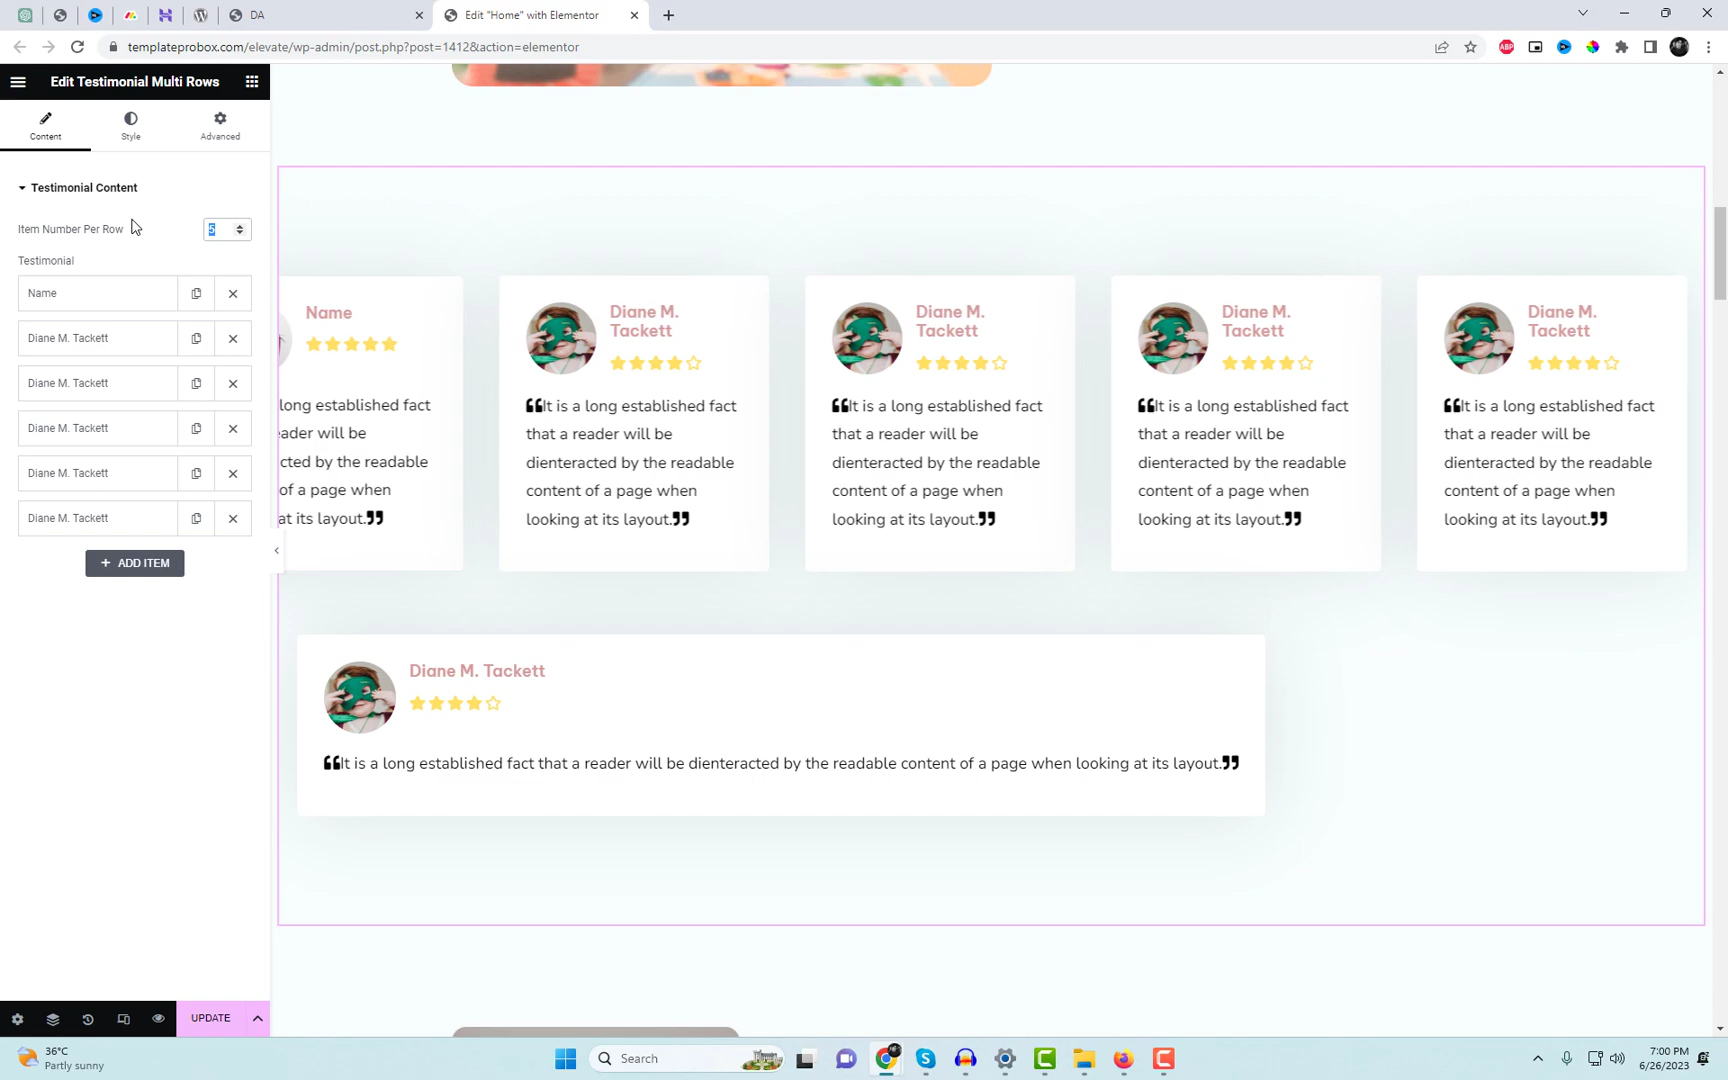 DA
Edit "Home" with Elementor
templateprobox.com/elevate/wp-admin/post.php?post=1412&action=elementor
ABP
Edit Testimonial Multi Rows
Content
Style
Advanced
Testimonial Content
Item Number Per Row
5
Testimonial
Name
Diane M. Tackett
Diane M. Tackett
Diane M. Tackett
Diane M. Tackett
Diane M. Tackett
+ ADD ITEM
UPDATE
Name
long established fact
ader will be
cted by the readable
of a page when
at its layout.❞
Diane M.
Tackett
❝It is a long established fact
that a reader will be
dienteracted by the readable
content of a page when
looking at its layout.❞
Diane M.
Tackett
❝It is a long established fact
that a reader will be
dienteracted by the readable
content of a page when
looking at its layout.❞
Diane M.
Tackett
❝It is a long established fact
that a reader will be
dienteracted by the readable
content of a page when
looking at its layout.❞
Diane M.
Tackett
❝It is a long established fact
that a reader will be
dienteracted by the readable
content of a page when
looking at its layout.❞
Diane M. Tackett
❝It is a long established fact that a reader will be dienteracted by the readable content of a page when looking at its layout.❞
36°C
Partly sunny
Search
7:00 PM
6/26/2023